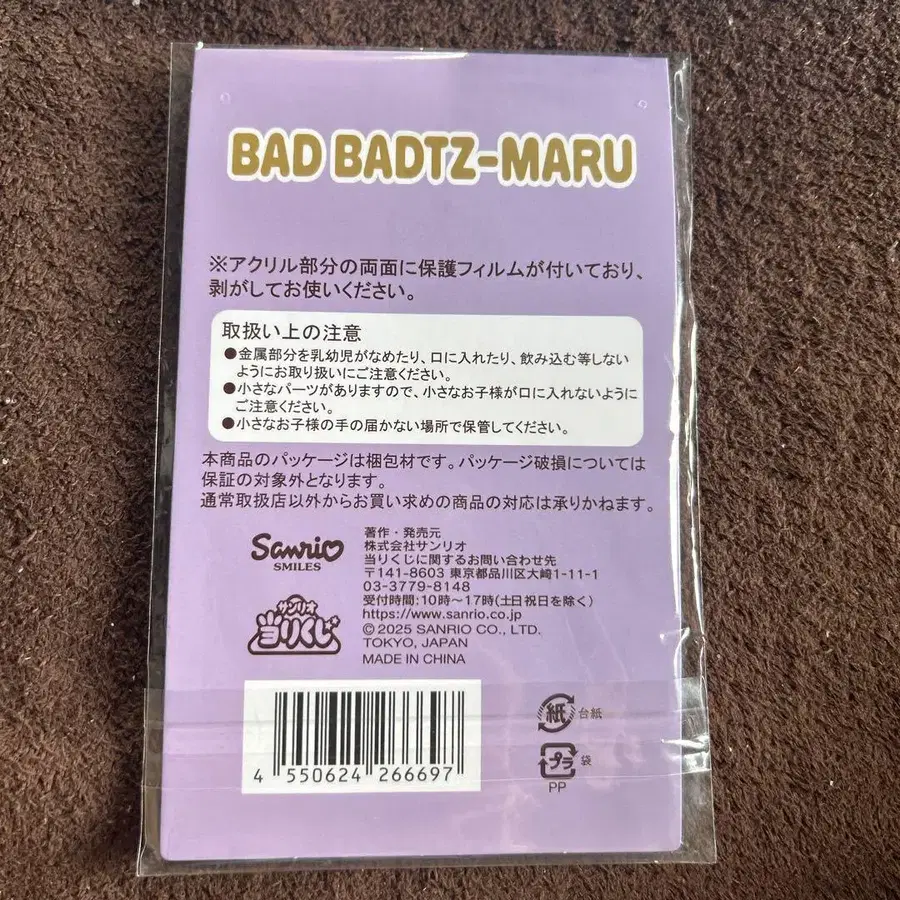 BAD BADTZ-MARU
※アクリル部分の両面に保護フィルムが付いており、
剥がしてお使いください。
取扱い上の注意
●金属部分を乳幼児がなめたり、口に入れたり、飲み込む等しない
ようにお取り扱いにご注意ください。
●小さなパーツがありますので、小さなお子様が口に入れないように
ご注意ください。
●小さなお子様の手の届かない場所で保管してください。
本商品のパッケージは梱包材です。パッケージ破損については
保証の対象外となります。
通常取扱店以外からお買い求めの商品の対応は承りかねます。
Sanrio
SMILES
サンリオ
当りくじ
著作・発売元
株式会社サンリオ
当りくじに関するお問い合わせ先
〒141-8603 東京都品川区大崎1-11-1
03-3779-8148
受付時間:10時～17時(土日祝日を除く)
https://www.sanrio.co.jp
© 2025 SANRIO CO., LTD.
TOKYO, JAPAN
MADE IN CHINA
4 550624 266697
紙 台紙
プラ 袋
PP